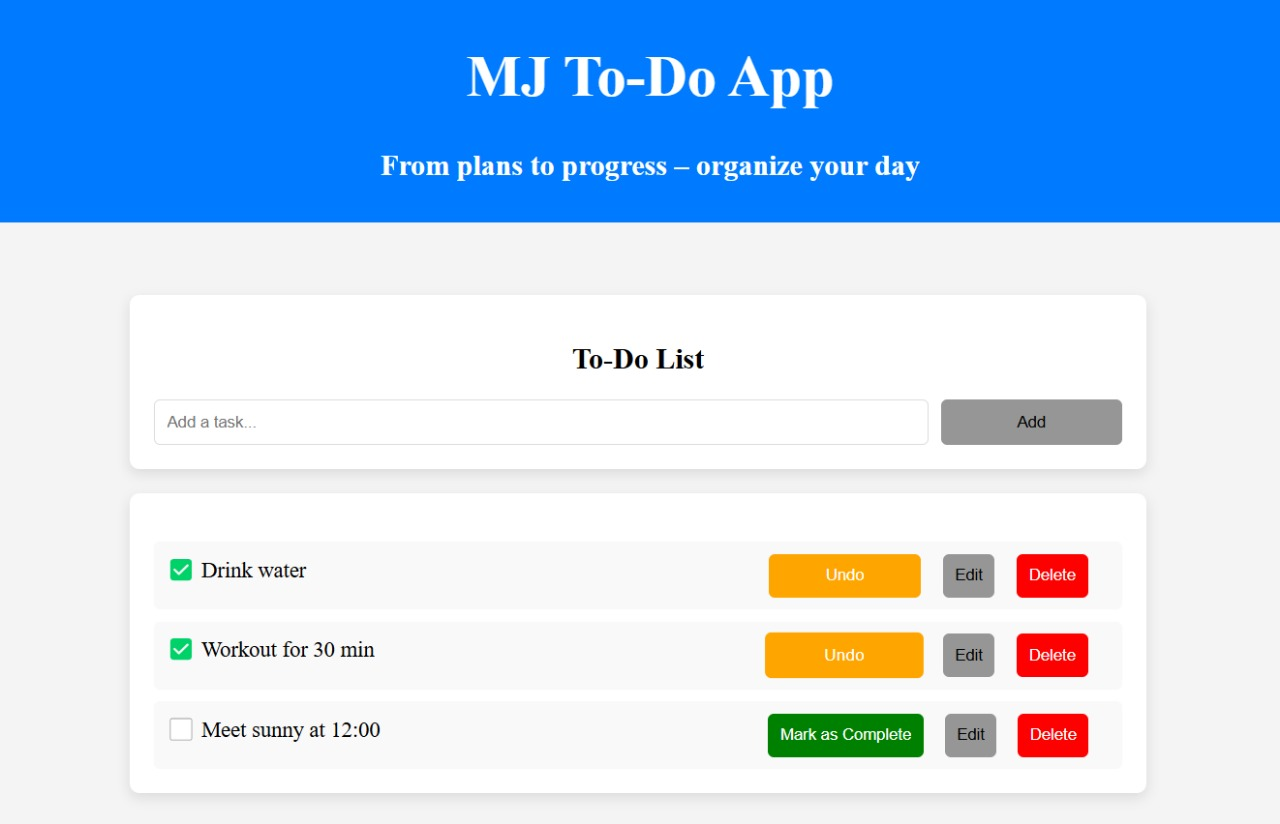 MJ To-Do App
From plans to progress – organize your day
To-Do List
Add a task... Add
Drink water Undo Edit Delete
Workout for 30 min Undo Edit Delete
Meet sunny at 12:00 Mark as Complete Edit Delete